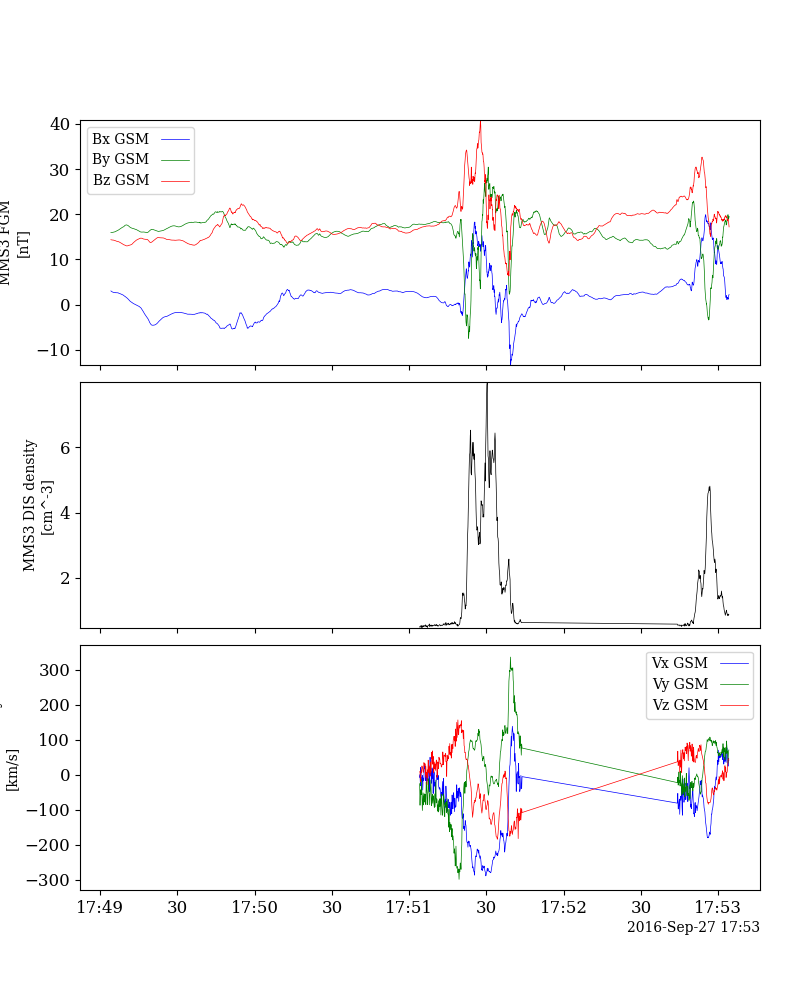 40
30
20
10
0
−10
MMS3 FGM
[nT]
Bx GSM
By GSM
Bz GSM
6
4
2
MMS3 DIS density
[cm^-3]
300
200
100
0
−100
−200
−300
[km/s]
Vx GSM
Vy GSM
Vz GSM
17:49 30 17:50 30 17:51 30 17:52 30 17:53
2016-Sep-27 17:53